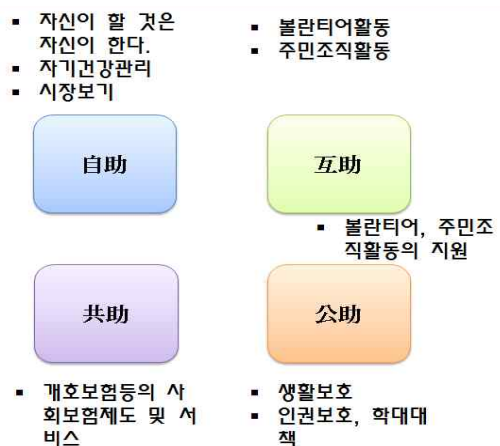 ▪ 자신이 할 것은
자신이 한다.
▪ 자기건강관리
▪ 시장보기
▪ 볼란티어활동
▪ 주민조직활동
自助
互助
▪ 볼란티어, 주민조
직활동의 지원
共助
公助
▪ 개호보험등의 사
회보험제도 및 서
비스
▪ 생활보호
▪ 인권보호, 학대대
책